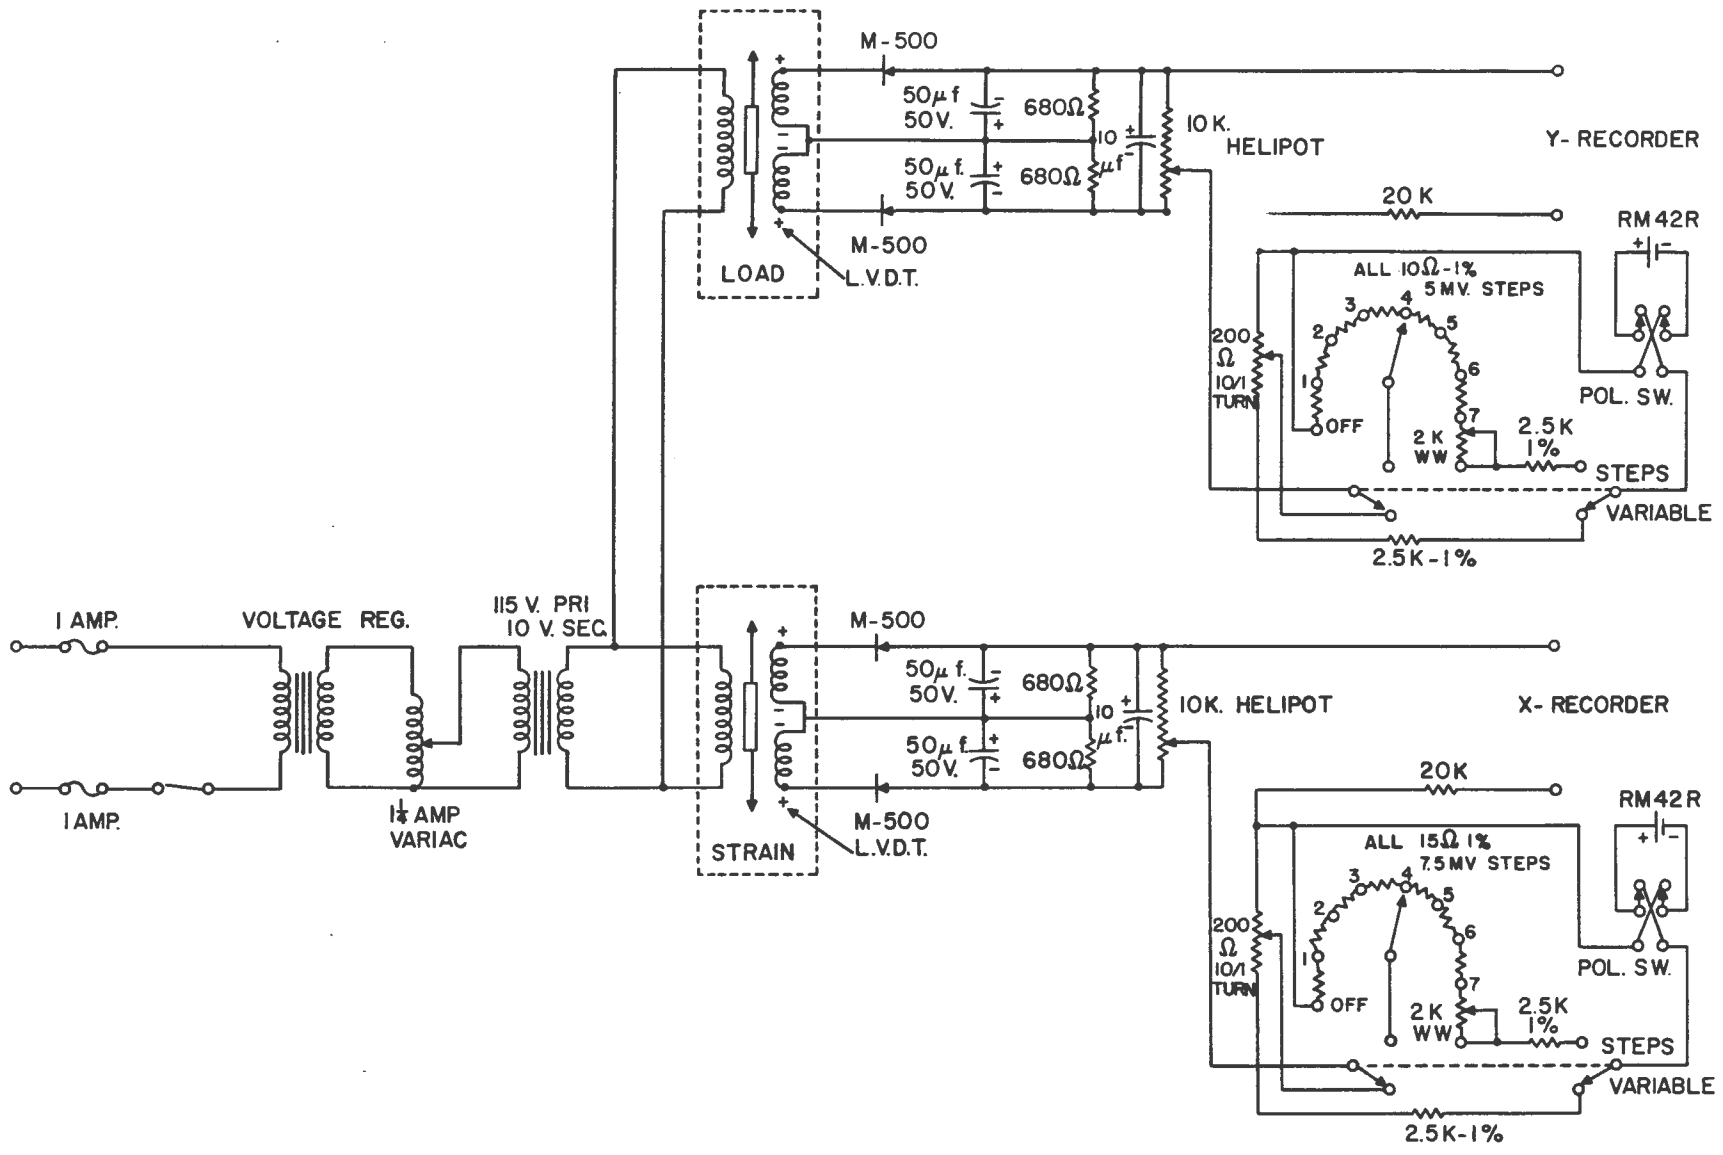 M-500
+
50μf
50V.
-
+
680Ω
10
+
μf
-
10 K.
HELIPOT
Y- RECORDER
-
-
50μf.
50V.
+
-
680Ω
+
M-500
L.V.D.T.
LOAD
20 K
RM42R
+ -
ALL 10Ω-1%
5 MV. STEPS
1
2
3
4
5
6
7
OFF
200
Ω
10/1
TURN
2 K
WW
2.5K
1%
POL. SW.
STEPS
VARIABLE
2.5K-1%
1 AMP.
VOLTAGE REG.
115 V. PRI
10 V. SEC.
1 AMP.
1¼ AMP
VARIAC
M-500
+
50μf.
50V.
-
+
680Ω
10
+
μf.
-
10K. HELIPOT
X- RECORDER
-
-
50μf.
50V.
+
-
680Ω
+
M-500
L.V.D.T.
STRAIN
20K
RM42R
+ -
ALL 15Ω 1%
7.5 MV STEPS
1
2
3
4
5
6
7
OFF
200
Ω
10/1
TURN
2 K
WW
2.5K
1%
POL. SW.
STEPS
VARIABLE
2.5K-1%